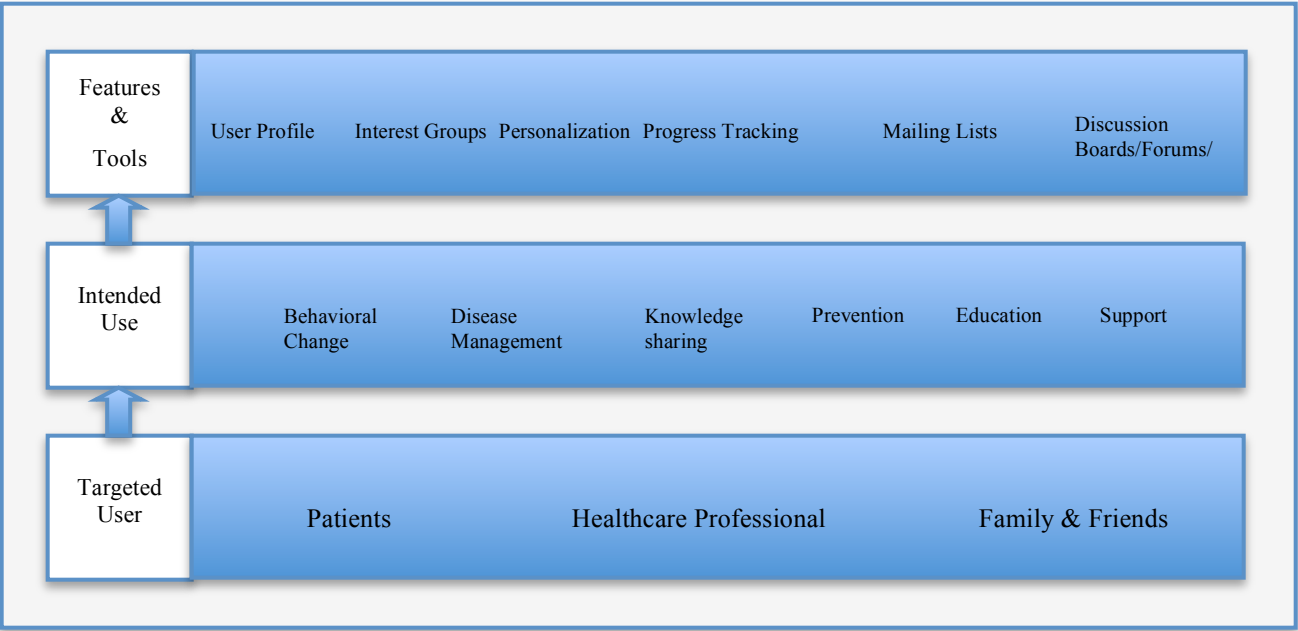 Features
&
Tools
User Profile
Interest Groups
Personalization
Progress Tracking
Mailing Lists
Discussion
Boards/Forums/
Intended
Use
Behavioral
Change
Disease
Management
Knowledge
sharing
Prevention
Education
Support
Targeted
User
Patients
Healthcare Professional
Family & Friends